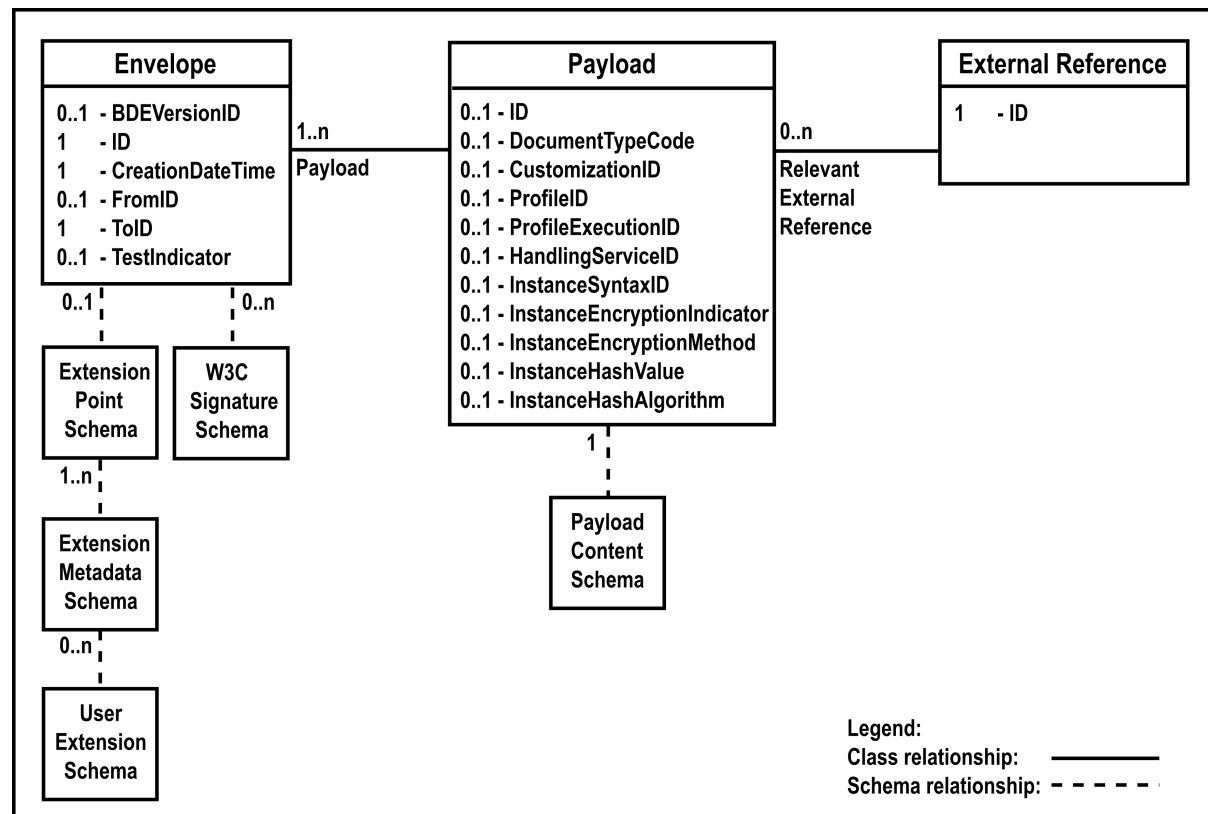 Envelope
0..1 - BDEVersionID
1 - ID
1 - CreationDateTime
0..1 - FromID
1 - ToID
0..1 - TestIndicator
1..n
Payload
Payload
0..1 - ID
0..1 - DocumentTypeCode
0..1 - CustomizationID
0..1 - ProfileID
0..1 - ProfileExecutionID
0..1 - HandlingServiceID
0..1 - InstanceSyntaxID
0..1 - InstanceEncryptionIndicator
0..1 - InstanceEncryptionMethod
0..1 - InstanceHashValue
0..1 - InstanceHashAlgorithm
0..n
Relevant
External
Reference
External Reference
1 - ID
0..1
0..n
Extension
Point
Schema
W3C
Signature
Schema
1..n
Extension
Metadata
Schema
0..n
User
Extension
Schema
1
Payload
Content
Schema
Legend:
Class relationship:
Schema relationship: